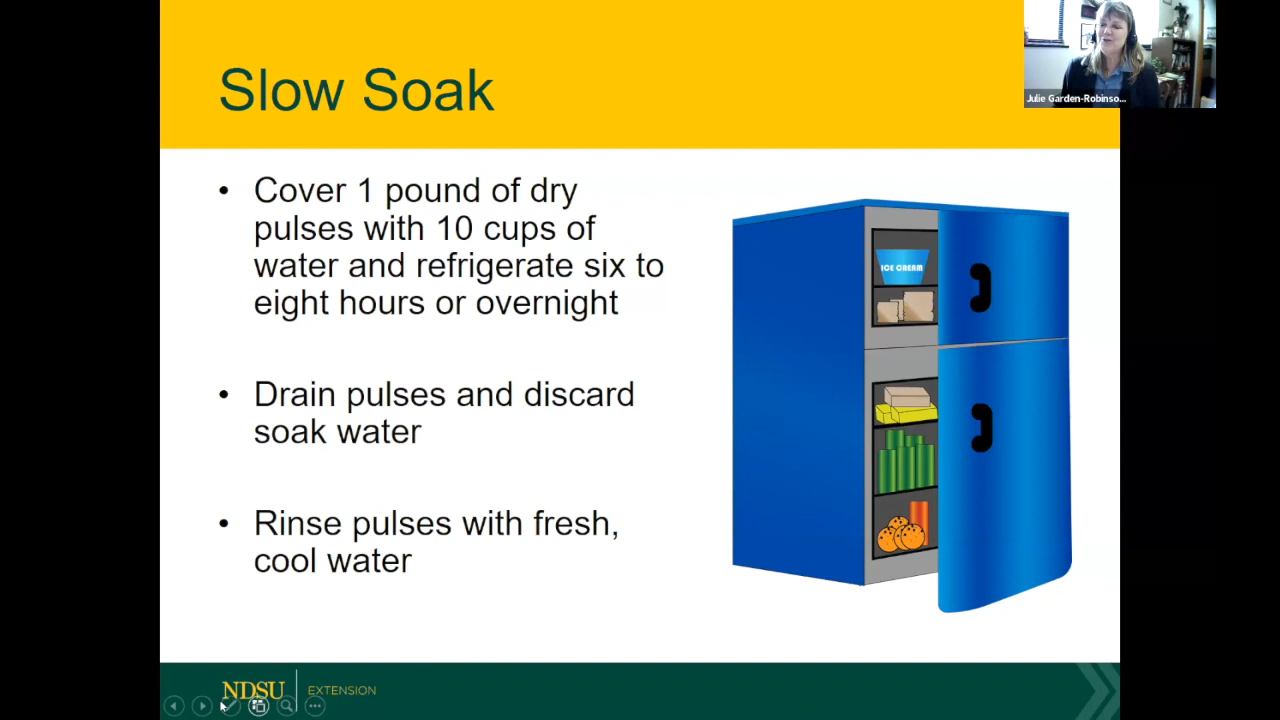 Slow Soak
Julie Garden-Robinso...
• Cover 1 pound of dry
pulses with 10 cups of
water and refrigerate six to
eight hours or overnight
• Drain pulses and discard
soak water
• Rinse pulses with fresh,
cool water
ICE CREAM
NDSU EXTENSION